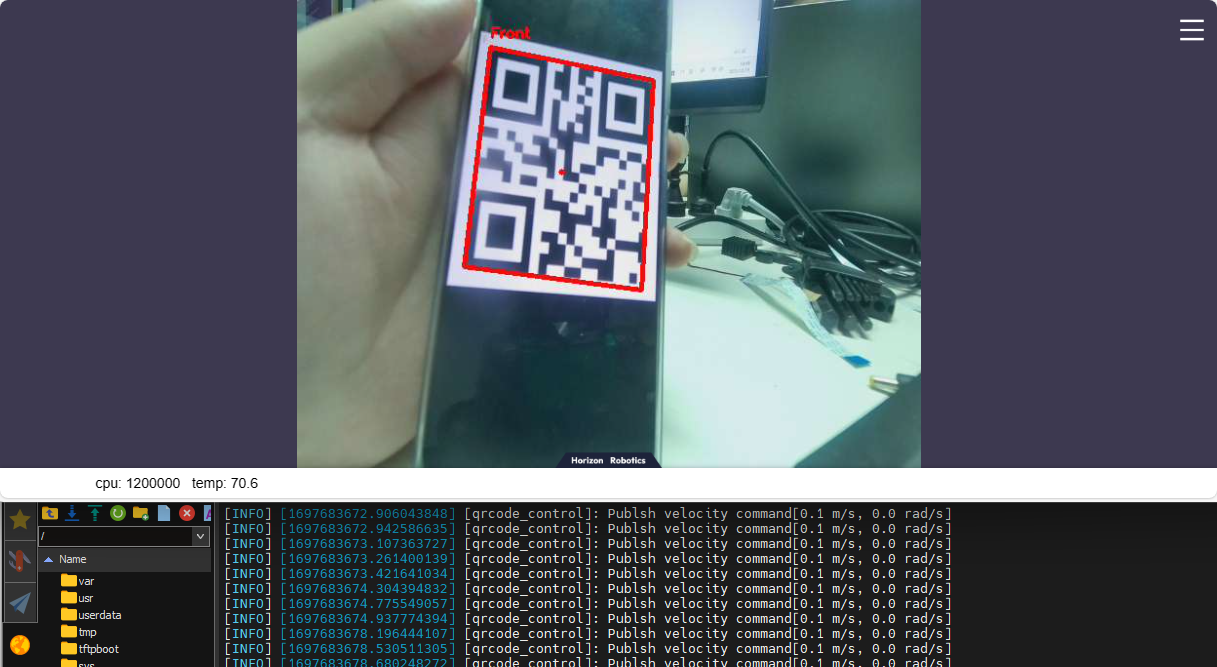 Front
Horizon Robotics
cpu: 1200000 temp: 70.6
/
Name
var
usr
userdata
tmp
tftpboot
sys
[INFO] [1697683672.906043848] [qrcode_control]: Publsh velocity command[0.1 m/s, 0.0 rad/s]
[INFO] [1697683672.942586635] [qrcode_control]: Publsh velocity command[0.1 m/s, 0.0 rad/s]
[INFO] [1697683673.107363727] [qrcode_control]: Publsh velocity command[0.1 m/s, 0.0 rad/s]
[INFO] [1697683673.261400139] [qrcode_control]: Publsh velocity command[0.1 m/s, 0.0 rad/s]
[INFO] [1697683673.421641034] [qrcode_control]: Publsh velocity command[0.1 m/s, 0.0 rad/s]
[INFO] [1697683674.304394832] [qrcode_control]: Publsh velocity command[0.1 m/s, 0.0 rad/s]
[INFO] [1697683674.775549057] [qrcode_control]: Publsh velocity command[0.1 m/s, 0.0 rad/s]
[INFO] [1697683674.937774394] [qrcode_control]: Publsh velocity command[0.1 m/s, 0.0 rad/s]
[INFO] [1697683678.196444107] [qrcode_control]: Publsh velocity command[0.1 m/s, 0.0 rad/s]
[INFO] [1697683678.530511305] [qrcode_control]: Publsh velocity command[0.1 m/s, 0.0 rad/s]
[INFO] [1697683678.680248272] [qrcode_control]: Publsh velocity command[0.1 m/s, 0.0 rad/s]